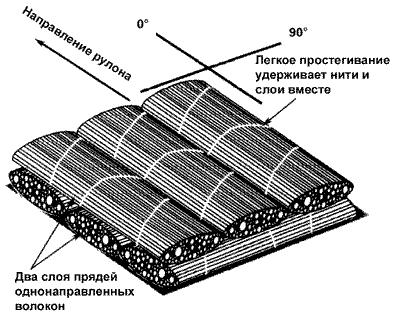 Направление рулона
0°
90°
Легкое простегивание
удерживает нити и
слои вместе
Два слоя прядей
однонаправленных
волокон